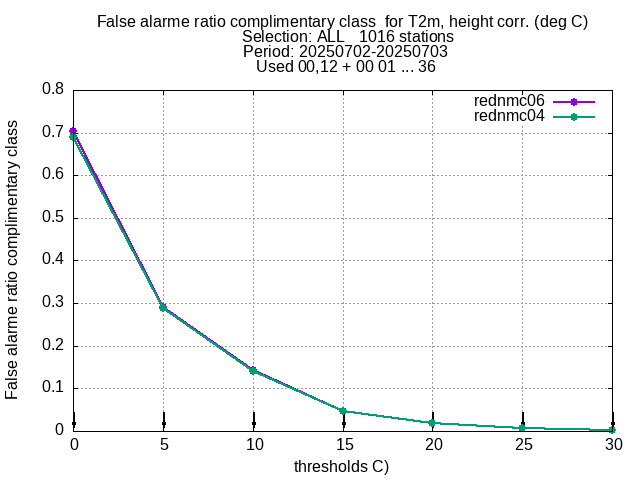 False alarme ratio complimentary class  for T2m, height corr. (deg C)
Selection: ALL   1016 stations
Period: 20250702-20250703
Used 00,12 + 00 01 ... 36
rednmc06
rednmc04
False alarme ratio complimentary class
0.8
0.7
0.6
0.5
0.4
0.3
0.2
0.1
0
0 5 10 15 20 25 30
thresholds C)